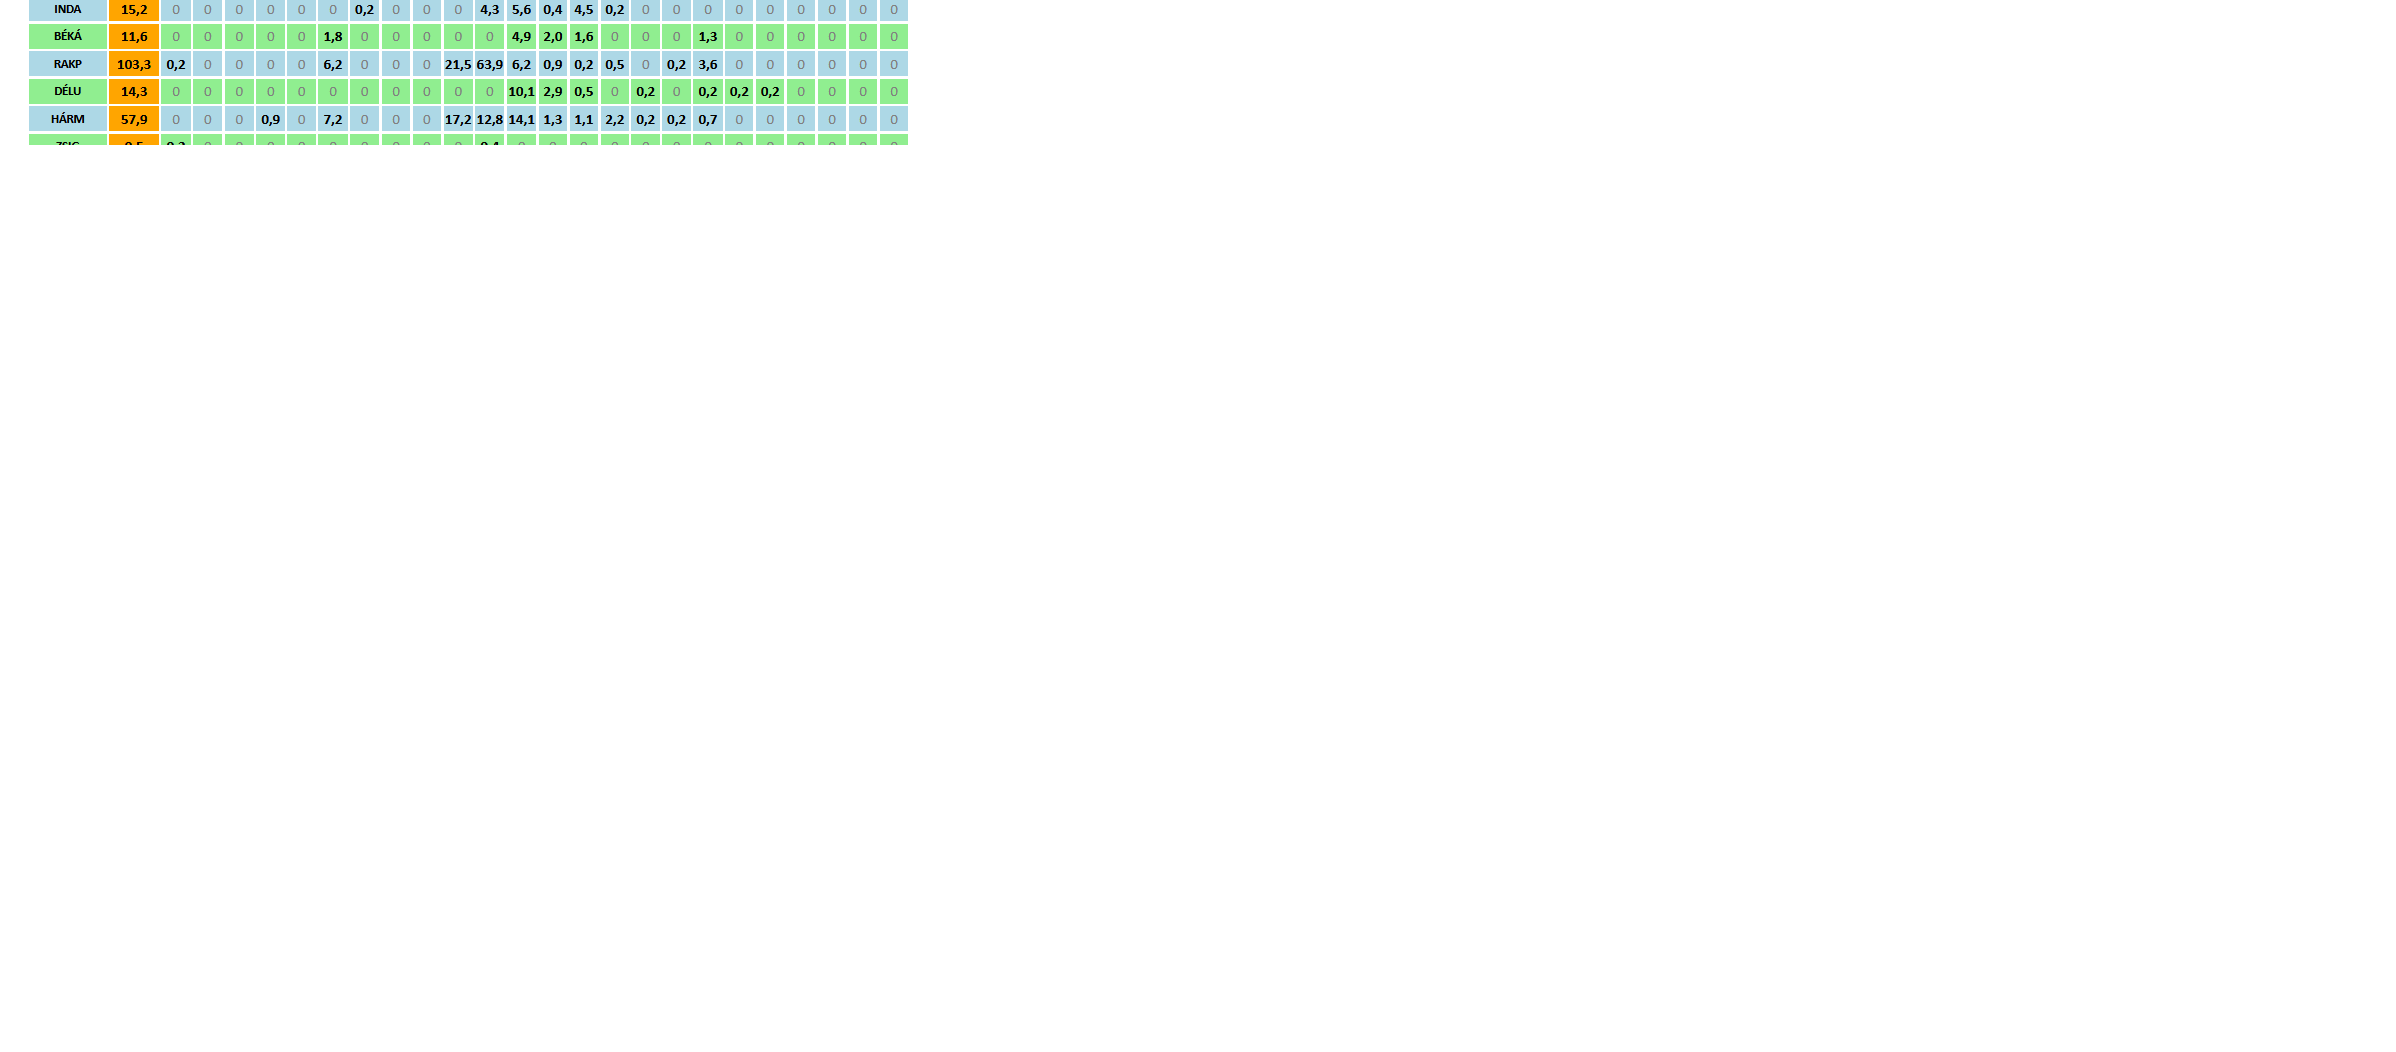 INDA 15,2 0 0 0 0 0 0 0,2 0 0 0 4,3 5,6 0,4 4,5 0,2 0 0 0 0 0 0 0 0 0
BÉKÁ 11,6 0 0 0 0 0 1,8 0 0 0 0 0 4,9 2,0 1,6 0 0 0 1,3 0 0 0 0 0 0
RAKP 103,3 0,2 0 0 0 0 6,2 0 0 0 21,5 63,9 6,2 0,9 0,2 0,5 0 0,2 3,6 0 0 0 0 0 0
DÉLU 14,3 0 0 0 0 0 0 0 0 0 0 0 10,1 2,9 0,5 0 0,2 0 0,2 0,2 0,2 0 0 0 0
HÁRM 57,9 0 0 0 0,9 0 7,2 0 0 0 17,2 12,8 14,1 1,3 1,1 2,2 0,2 0,2 0,7 0 0 0 0 0 0